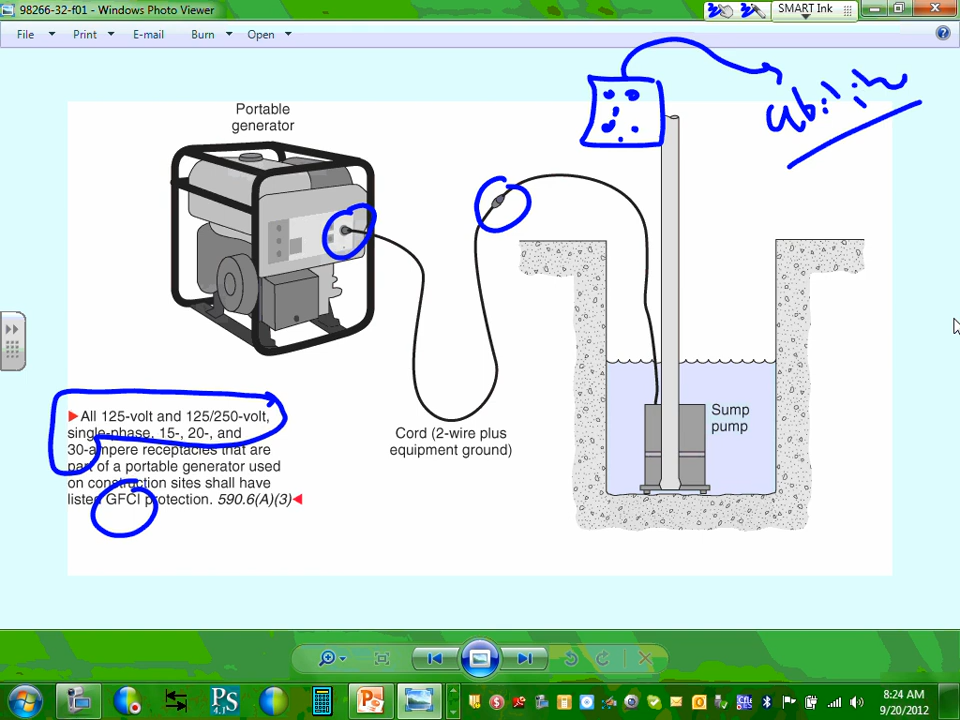 98266-32-f01 - Windows Photo Viewer
SMART Ink
File Print E-mail Burn Open
Portable
generator
▶All 125-volt and 125/250-volt,
single-phase, 15-, 20-, and
30-ampere receptacles that are
part of a portable generator used
on construction sites shall have
listed GFCI protection. 590.6(A)(3)◀
Cord (2-wire plus
equipment ground)
Sump
pump
PS
4.1
8:24 AM
9/20/2012